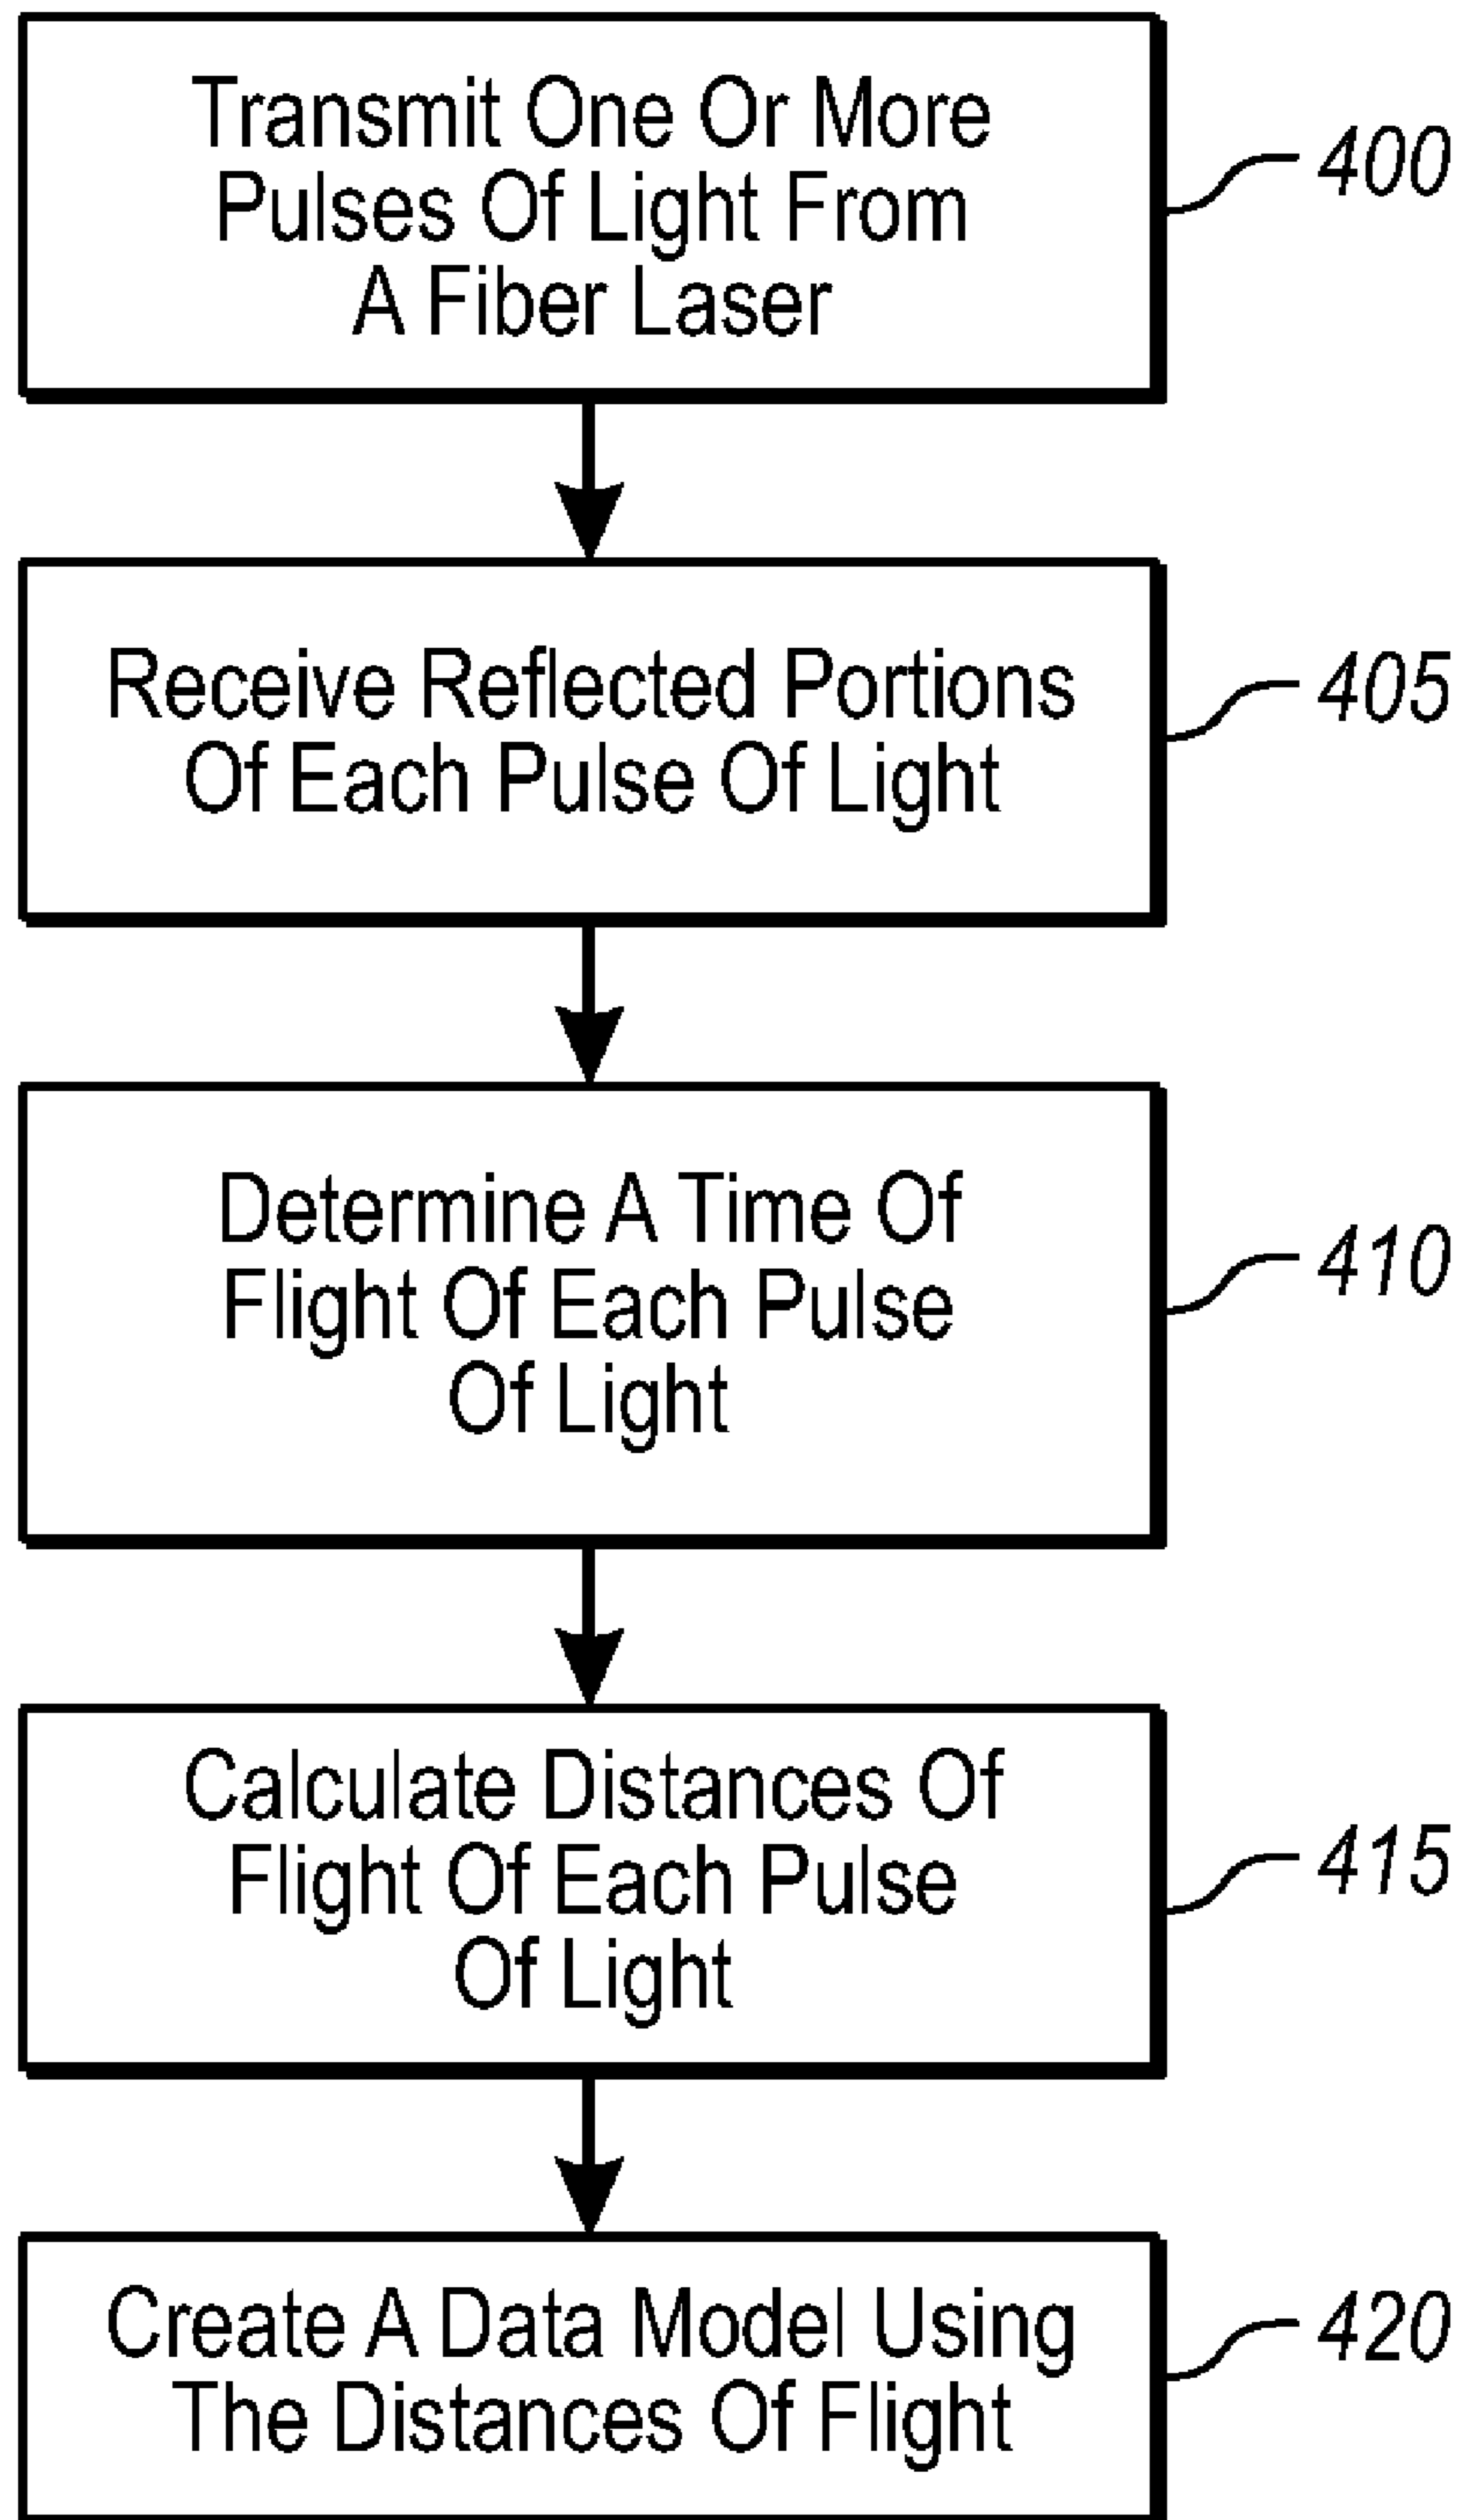 Transmit One Or More
Pulses Of Light From
A Fiber Laser
400
Receive Reflected Portions
Of Each Pulse Of Light
405
Determine A Time Of
Flight Of Each Pulse
Of Light
410
Calculate Distances Of
Flight Of Each Pulse
Of Light
415
Create A Data Model Using
The Distances Of Flight
420